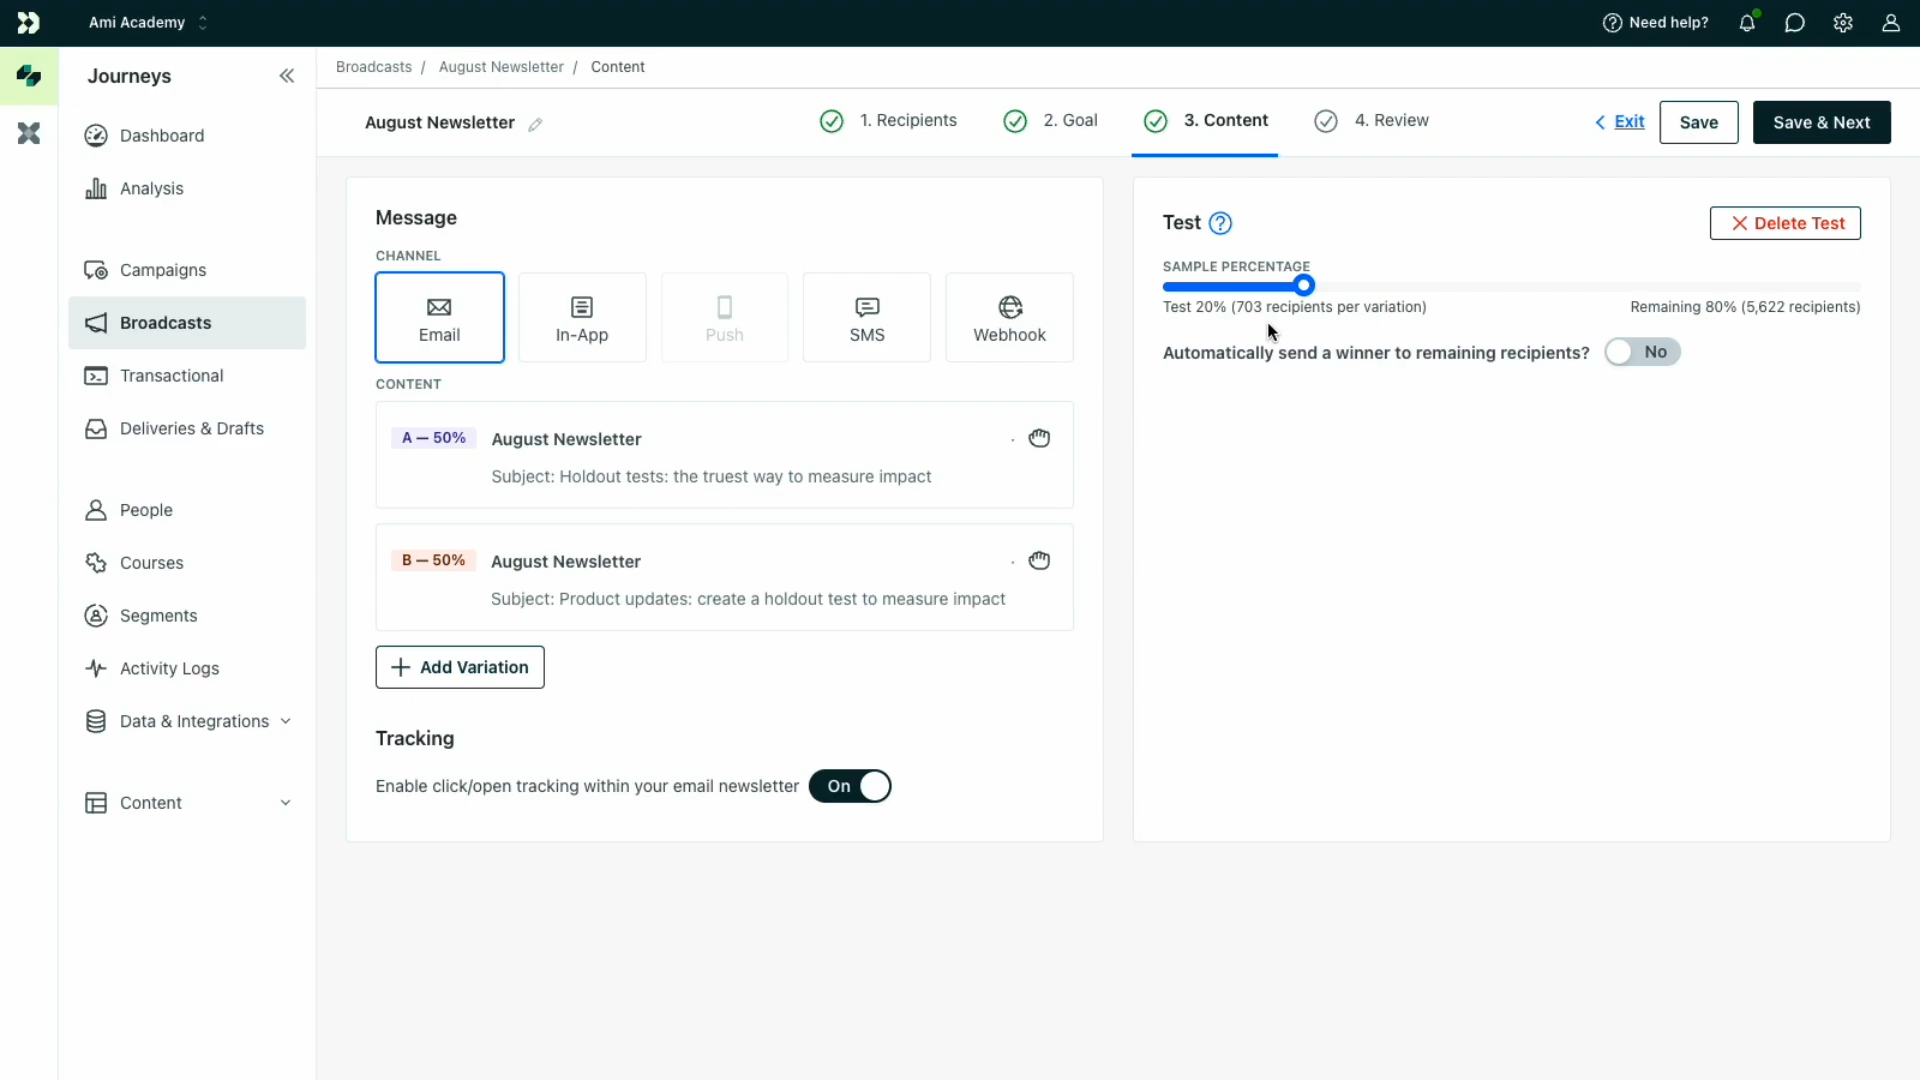 Ami Academy
Need help?
Journeys
Broadcasts / August Newsletter / Content
Dashboard
Analysis
Campaigns
Broadcasts
Transactional
Deliveries & Drafts
People
Courses
Segments
Activity Logs
Data & Integrations
Content
August Newsletter
1. Recipients
2. Goal
3. Content
4. Review
Exit
Save
Save & Next
Message
CHANNEL
Email
In-App
Push
SMS
Webhook
CONTENT
A — 50% August Newsletter
Subject: Holdout tests: the truest way to measure impact
B — 50% August Newsletter
Subject: Product updates: create a holdout test to measure impact
Add Variation
Tracking
Enable click/open tracking within your email newsletter On
Test ?
Delete Test
SAMPLE PERCENTAGE
Test 20% (703 recipients per variation)
Remaining 80% (5,622 recipients)
Automatically send a winner to remaining recipients? No